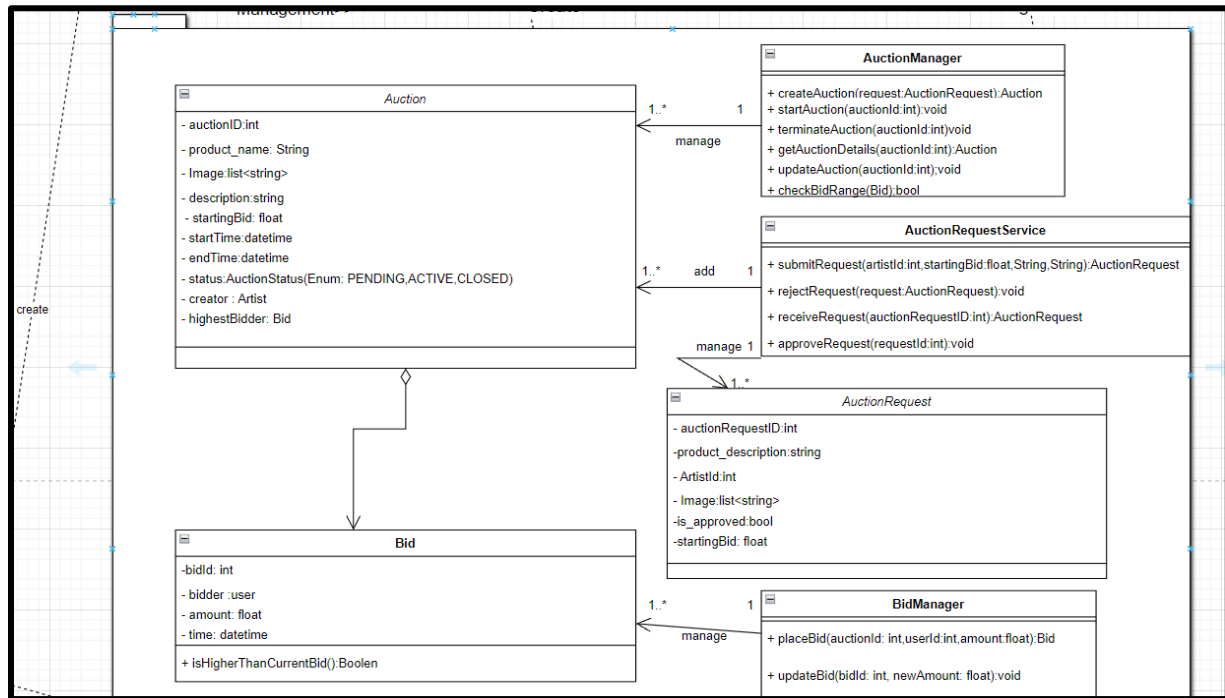 Management>>
create
Auction
- auctionID:int
- product_name: String
- Image:list<string>
- description:string
- startingBid: float
- startTime:datetime
- endTime:datetime
- status:AuctionStatus(Enum: PENDING,ACTIVE,CLOSED)
- creator : Artist
- highestBidder: Bid
1..*
1
manage
AuctionManager
+ createAuction(request:AuctionRequest):Auction
+ startAuction(auctionId:int):void
+ terminateAuction(auctionId:int)void
+ getAuctionDetails(auctionId:int):Auction
+ updateAuction(auctionId:int);void
+ checkBidRange(Bid);bool
1..*
add
1
AuctionRequestService
+ submitRequest(artistId:int,startingBid:float,String,String):AuctionRequest
+ rejectRequest(request:AuctionRequest):void
+ receiveRequest(auctionRequestID:int):AuctionRequest
+ approveRequest(requestId:int):void
manage 1
1..*
AuctionRequest
- auctionRequestID:int
-product_description:string
- ArtistId:int
- Image:list<string>
-is_approved:bool
-startingBid: float
Bid
-bidId: int
- bidder :user
- amount: float
- time: datetime
+ isHigherThanCurrentBid():Boolen
1..*
1
manage
BidManager
+ placeBid(auctionId: int,userId:int,amount:float):Bid
+ updateBid(bidId: int, newAmount: float):void